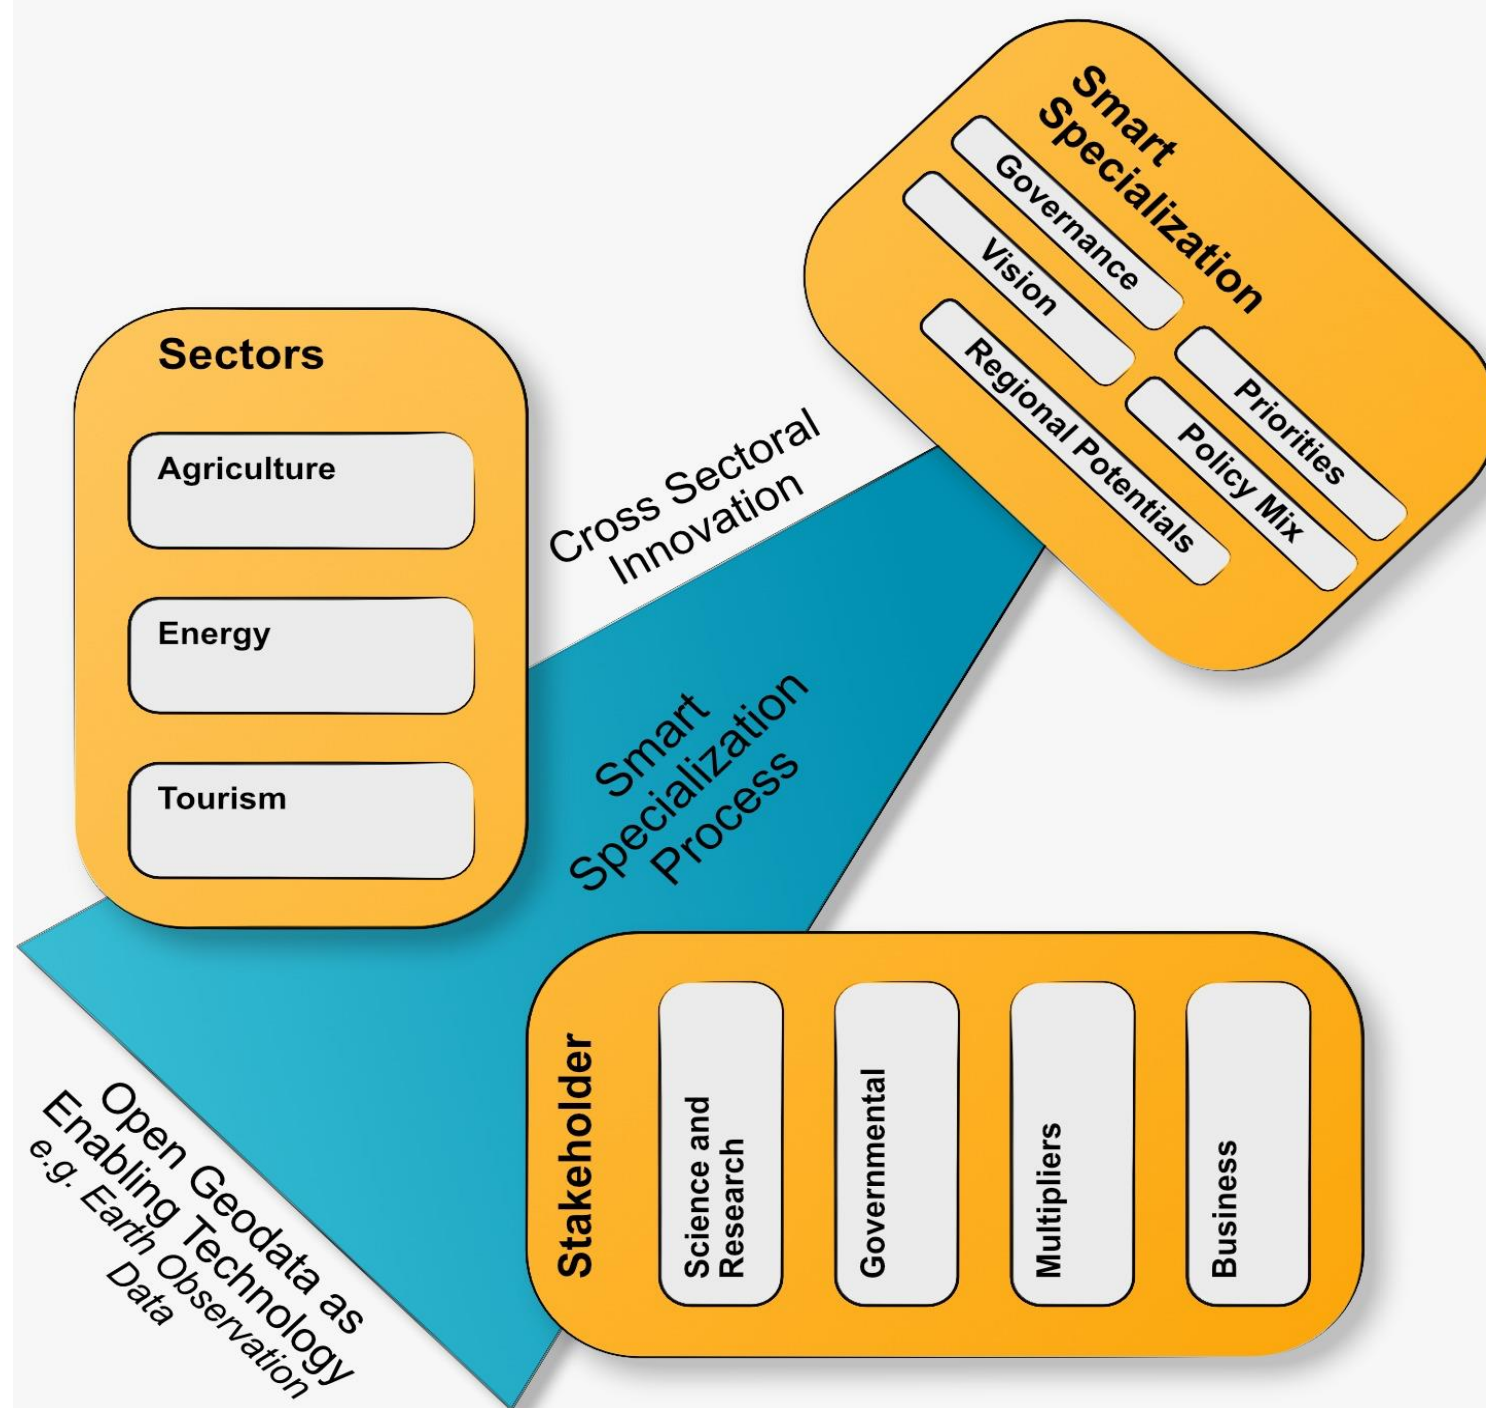 Smart
Specialization
Governance
Vision
Regional Potentials
Priorities
Policy Mix
Sectors
Agriculture
Energy
Tourism
Cross Sectoral
Innovation
Smart
Specialization
Process
Open Geodata as
Enabling Technology
e.g. Earth Observation
Data
Stakeholder
Science and
Research
Governmental
Multipliers
Business